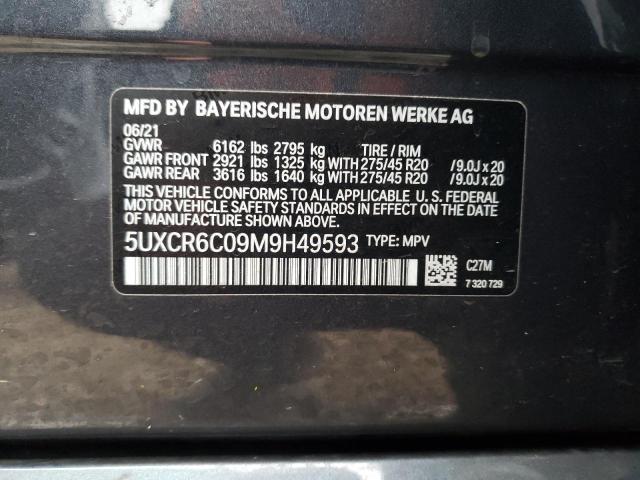 MFD BY BAYERISCHE MOTOREN WERKE AG
06/21
GVWR 6162 lbs 2795 kg TIRE / RIM
GAWR FRONT 2921 lbs 1325 kg WITH 275/45 R20 /9.0J x 20
GAWR REAR 3616 lbs 1640 kg WITH 275/45 R20 /9.0J x 20
THIS VEHICLE CONFORMS TO ALL APPLICABLE U. S. FEDERAL
MOTOR VEHICLE SAFETY STANDARDS IN EFFECT ON THE
DATE OF MANUFACTURE SHOWN ABOVE.
5UXCR6C09M9H49593 TYPE: MPV
C27M
7 320 729